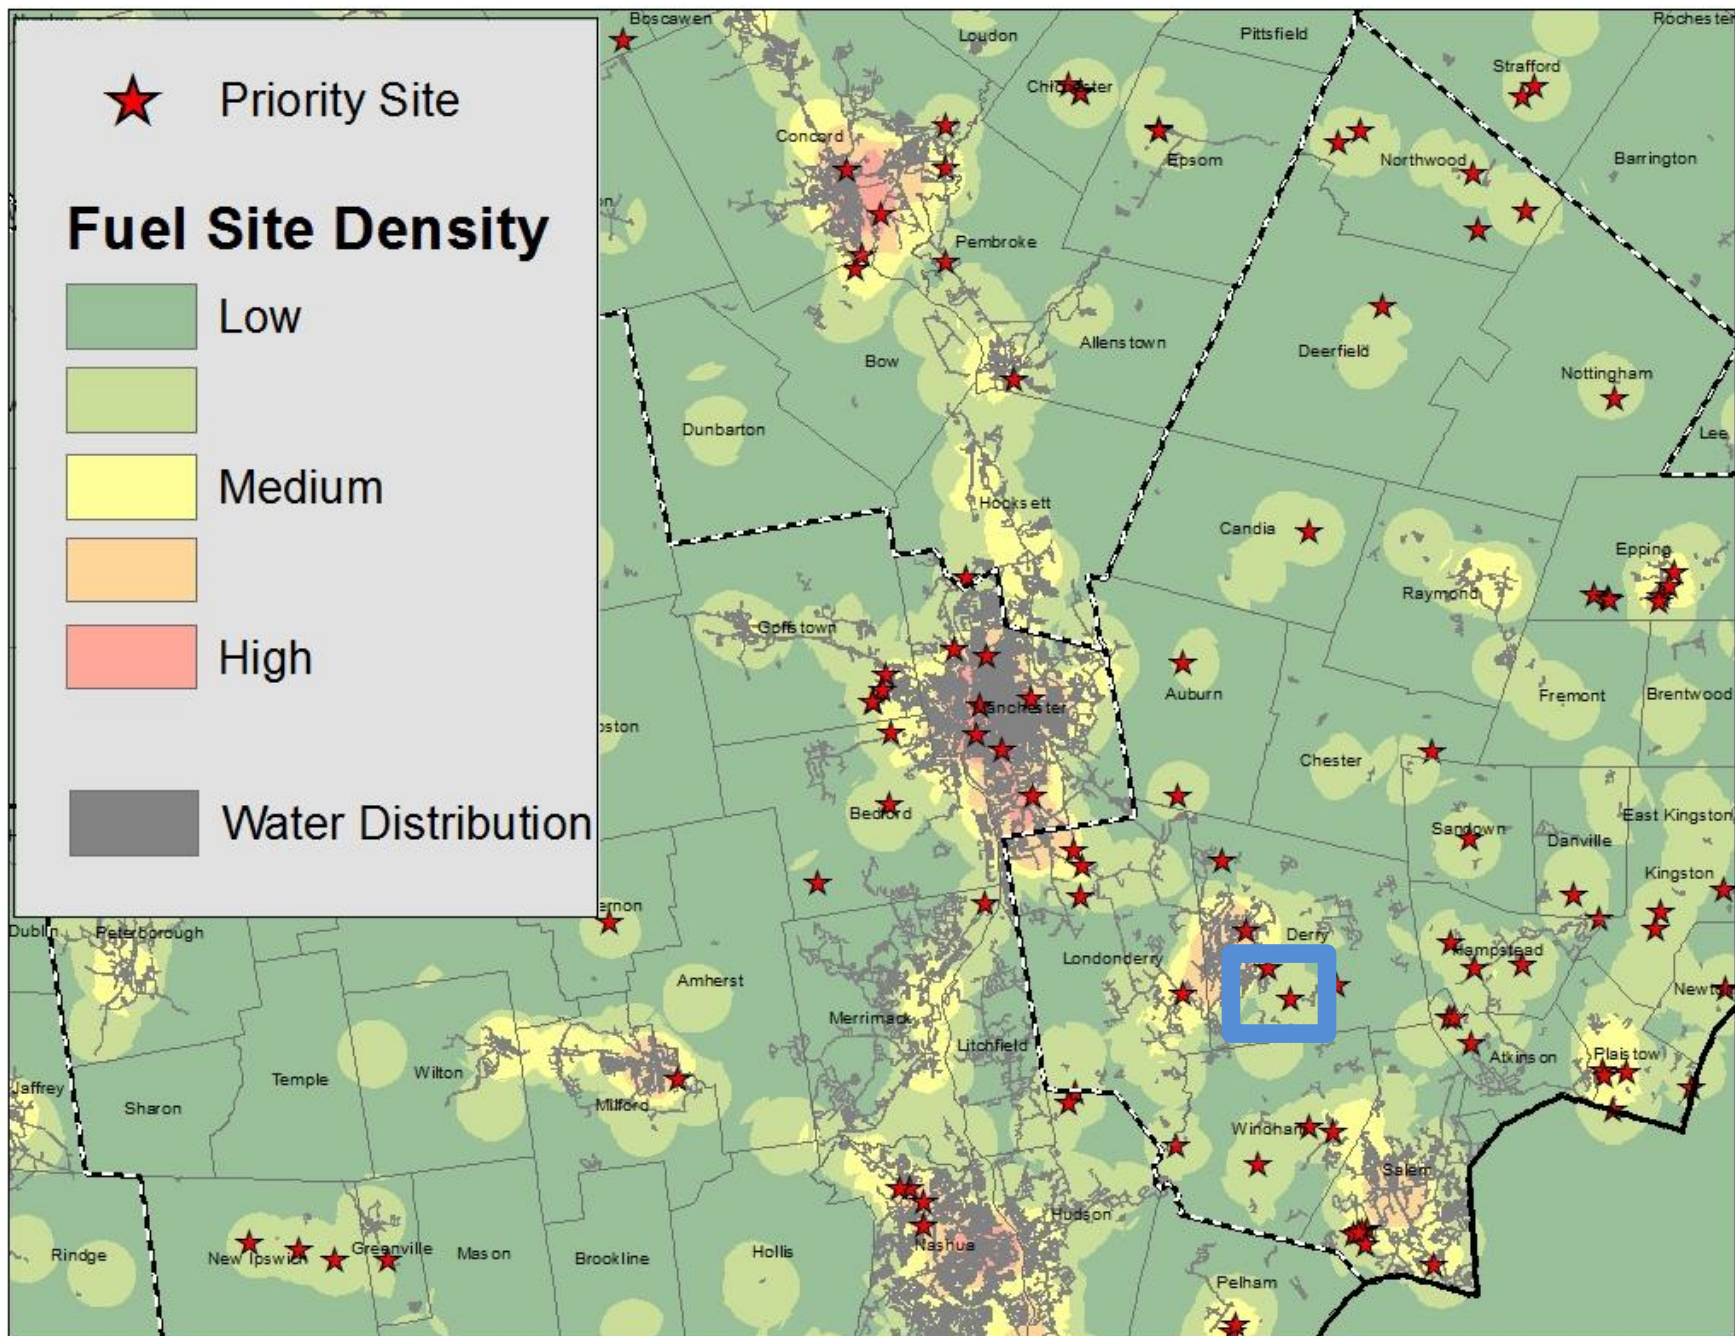 Boscawen
Loudon
Pittsfield
Rochester
Priority Site
Strafford
Chichester
Concord
Epsom
Northwood
Barrington
Fuel Site Density
Pembroke
Low
Allenstown
Bow
Deerfield
Nottingham
Dunbarton
Lee
Medium
Hooksett
Candia
Epping
Raymond
Goffstown
High
Auburn
Fremont
Brentwood
Manchester
Chester
Water Distribution
Bedford
Sandown
East Kingston
Danville
Kingston
Dublin
Peterborough
Derry
Hampstead
Londonderry
Amherst
Merrimack
Litchfield
Atkinson
Plaistow
Wilton
Temple
Jaffrey
Sharon
Milford
Windham
Salem
Hudson
Nashua
Rindge
New Ipswich
Greenville
Mason
Brookline
Hollis
Pelham